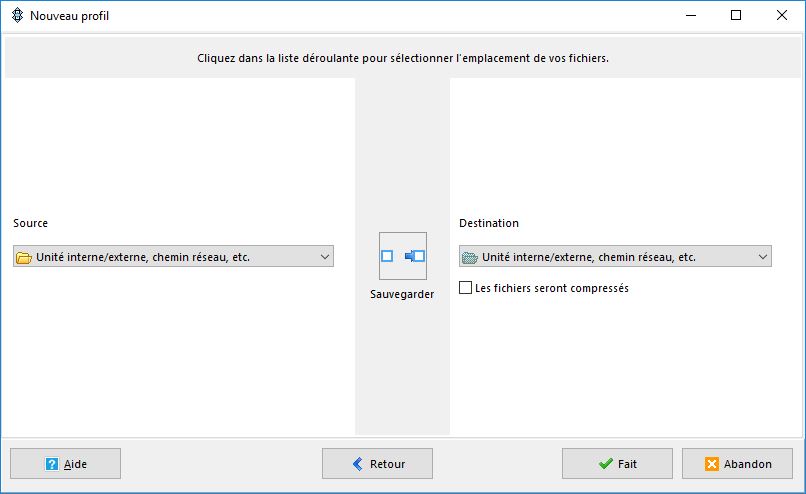 Nouveau profil
Cliquez dans la liste déroulante pour sélectionner l'emplacement de vos fichiers.
Source
Destination
Unité interne/externe, chemin réseau, etc.
Unité interne/externe, chemin réseau, etc.
Sauvegarder
Les fichiers seront compressés
Aide
Retour
Fait
Abandon